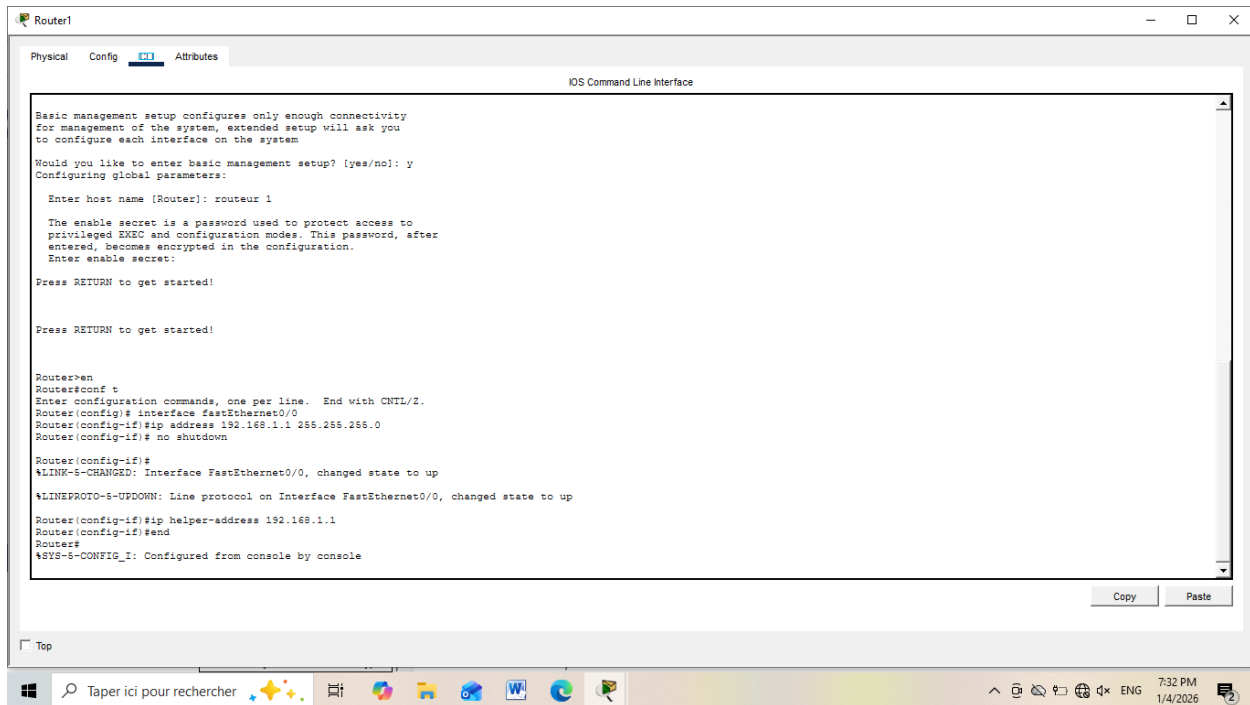 Router1
Physical Config CLI Attributes
IOS Command Line Interface
Basic management setup configures only enough connectivity
for management of the system, extended setup will ask you
to configure each interface on the system
Would you like to enter basic management setup? [yes/no]: y
Configuring global parameters:
Enter host name [Router]: routeur 1
The enable secret is a password used to protect access to
privileged EXEC and configuration modes. This password, after
entered, becomes encrypted in the configuration.
Enter enable secret:
Press RETURN to get started!
Press RETURN to get started!
Router>en
Router#conf t
Enter configuration commands, one per line.  End with CNTL/Z.
Router(config)# interface fastEthernet0/0
Router(config-if)#ip address 192.168.1.1 255.255.255.0
Router(config-if)# no shutdown
Router(config-if)#
%LINK-5-CHANGED: Interface FastEthernet0/0, changed state to up
%LINEPROTO-5-UPDOWN: Line protocol on Interface FastEthernet0/0, changed state to up
Router(config-if)#ip helper-address 192.168.1.1
Router(config-if)#end
Router#
%SYS-5-CONFIG_I: Configured from console by console
Copy Paste
Top
Taper ici pour rechercher
ENG
7:32 PM
1/4/2026
2